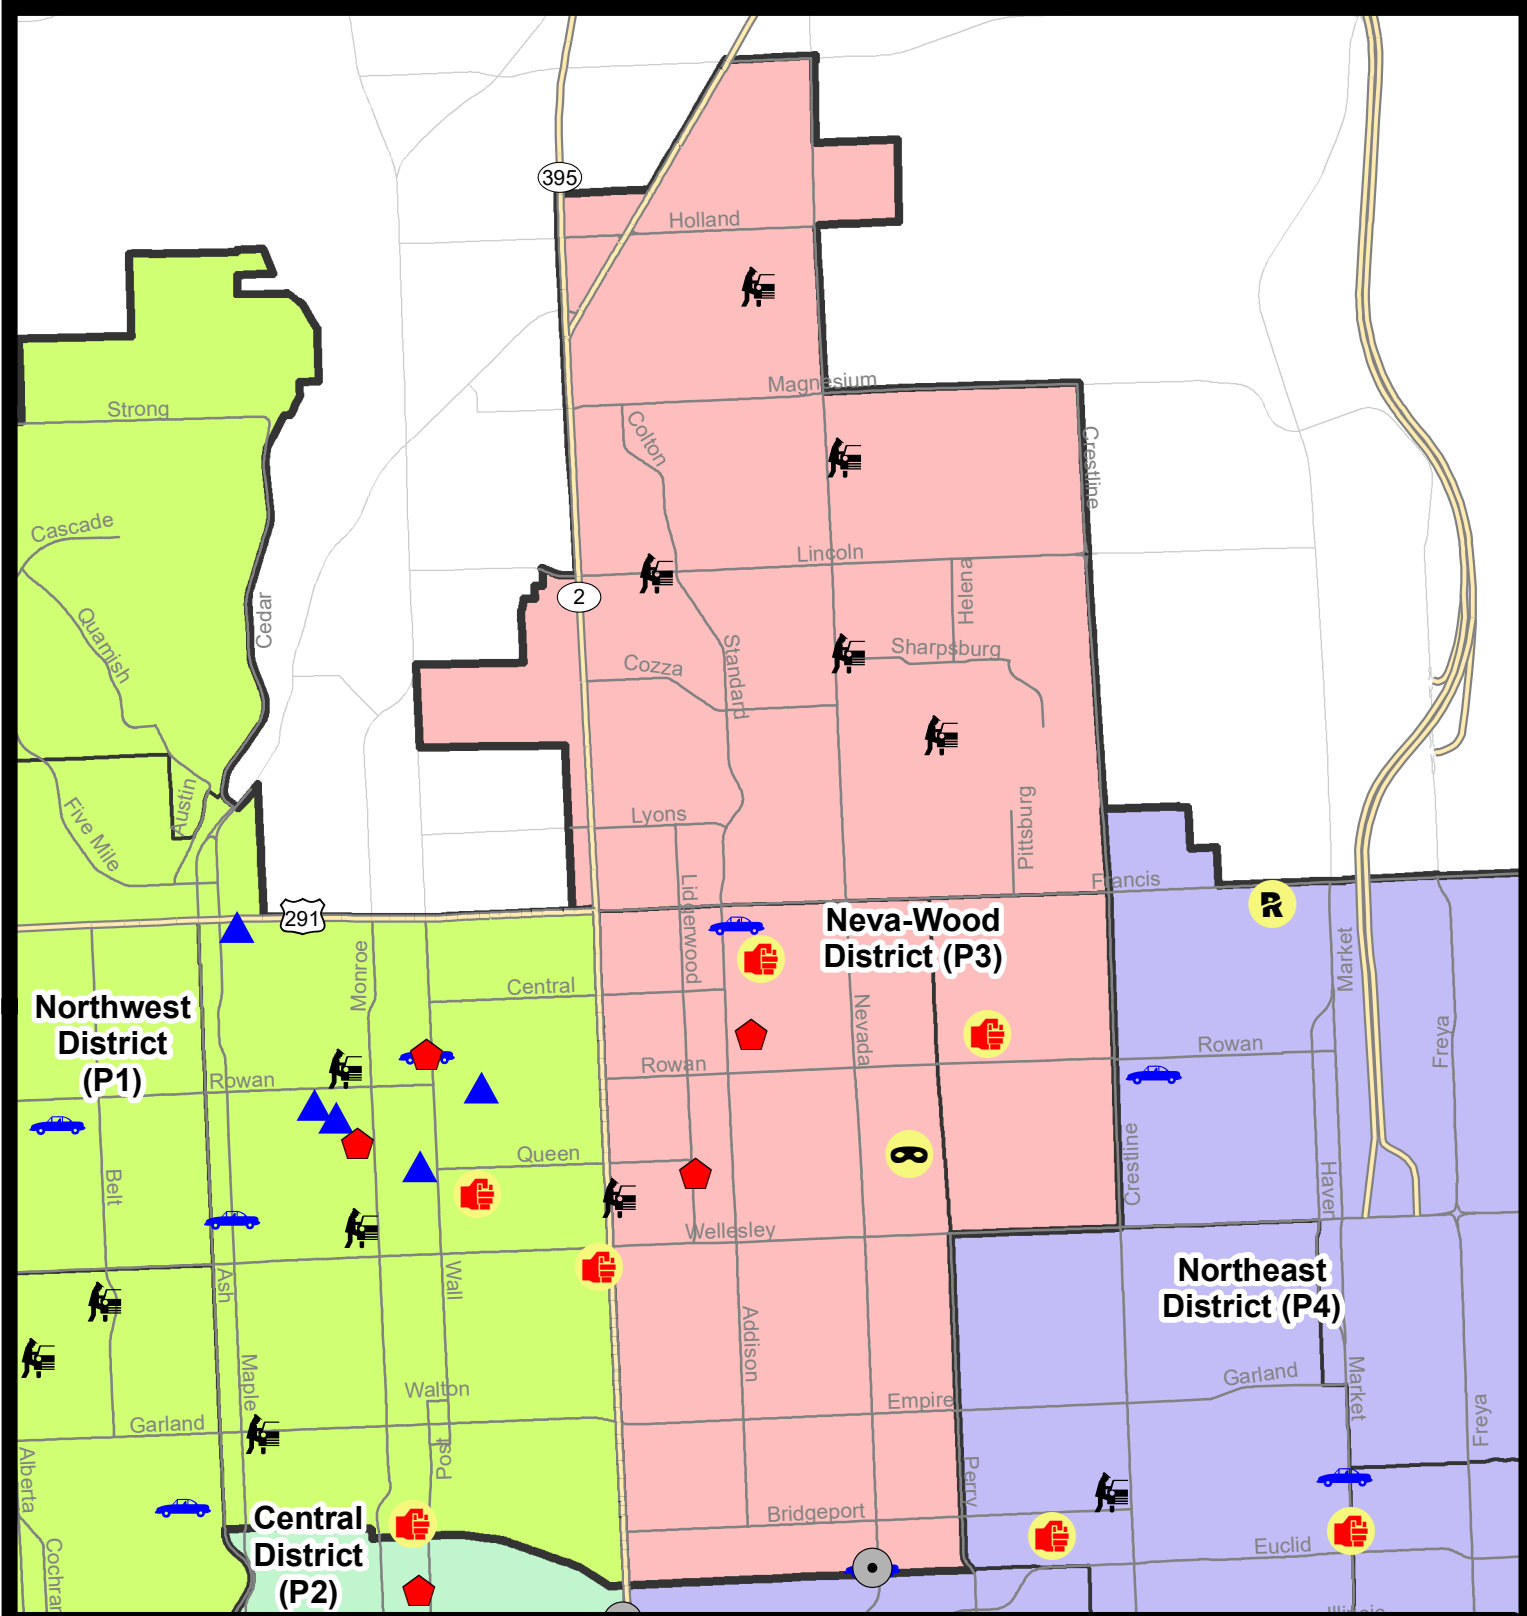 395
Holland
Magnesium
Strong
Colton
Crestline
Cascade
Lincoln
Helena
2
Cedar
Quamish
Sharpsburg
Standard
Cozza
Austin
Five Mile
Lyons
Pittsburg
Francis
Lidgerwood
291
Neva-Wood
District (P3)
Market
Monroe
Central
Northwest
District
(P1)
Nevada
Freya
Rowan
Rowan
Rowan
Queen
Crestline
Belt
Haven
Wellesley
Ash
Wall
Northeast
District (P4)
Addison
Maple
Walton
Garland
Market
Empire
Garland
Freya
Post
Alberta
Perry
Bridgeport
Central
District
(P2)
Euclid